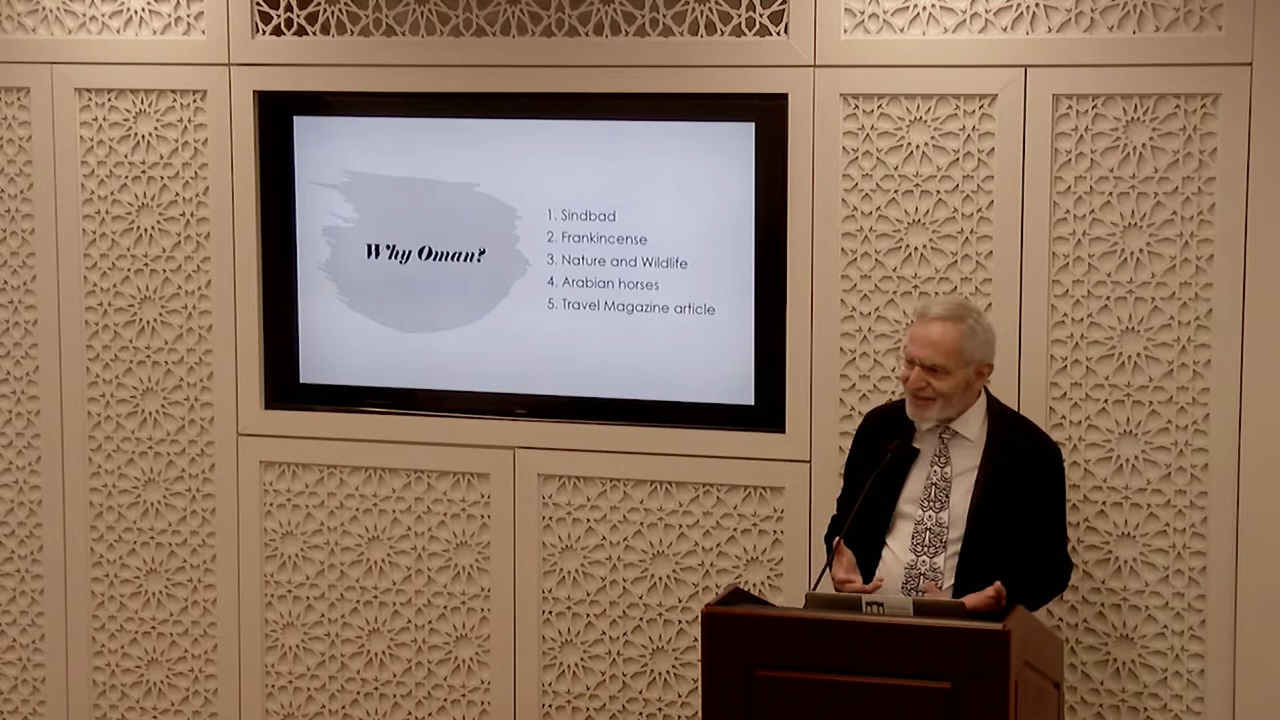 Why Oman?
1. Sindbad
2. Frankincense
3. Nature and Wildlife
4. Arabian horses
5. Travel Magazine article